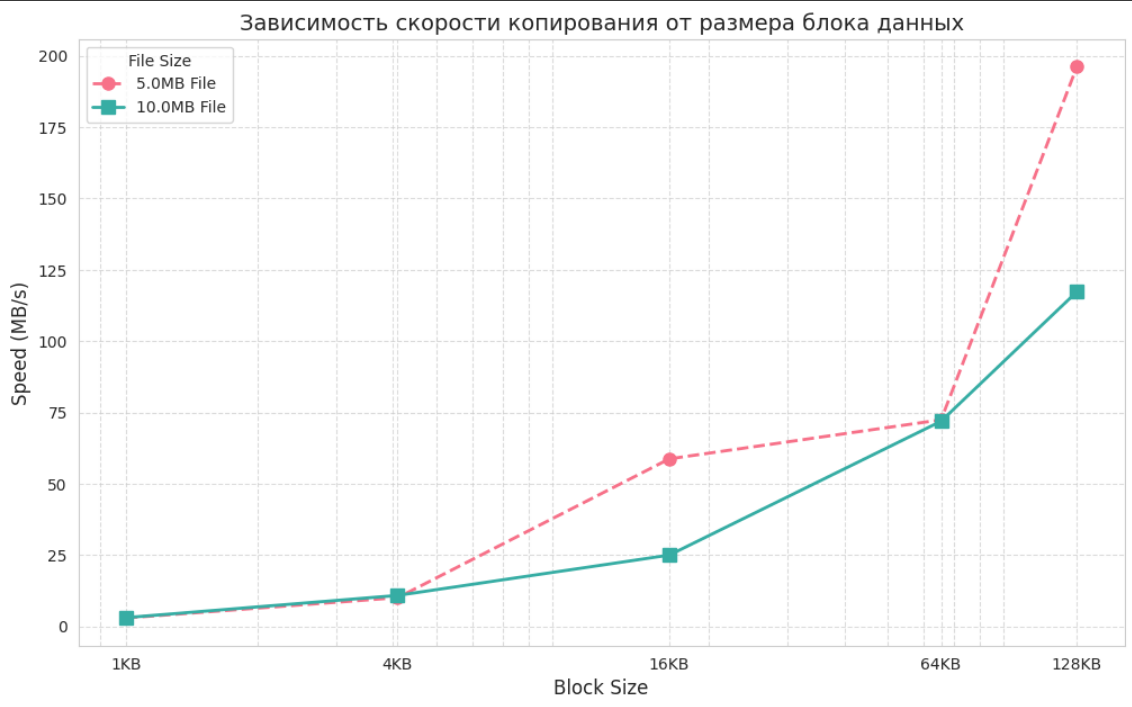 Зависимость скорости копирования от размера блока данных
File Size
5.0MB File
10.0MB File
Speed (MB/s)
200
175
150
125
100
75
50
25
0
1KB
4KB
16KB
64KB
128KB
Block Size